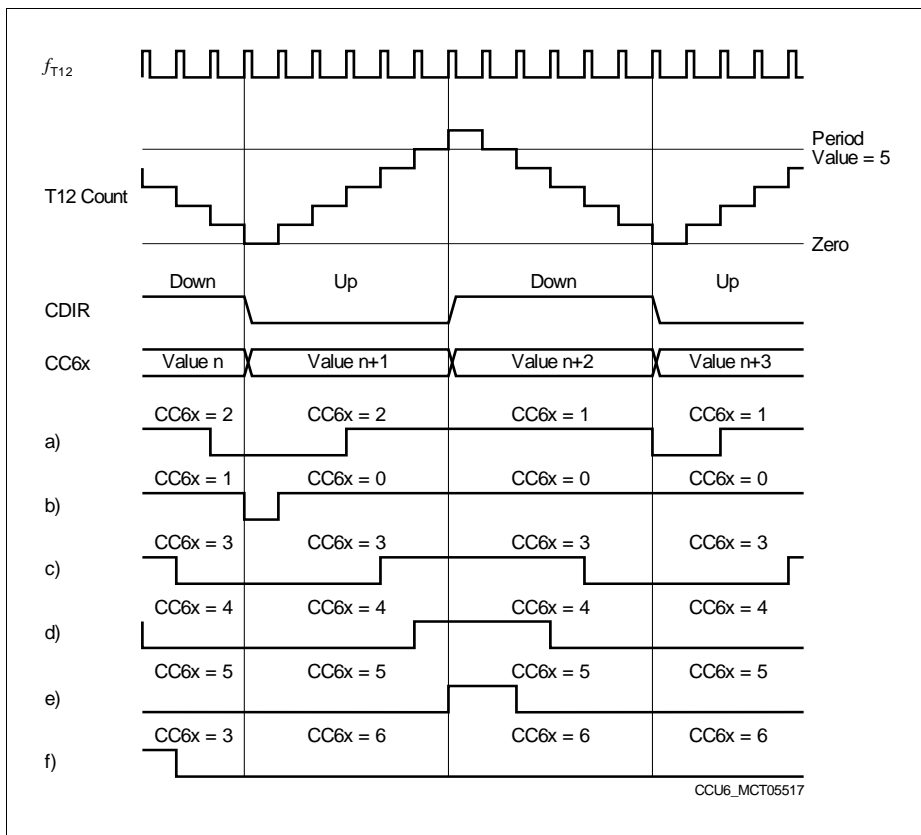 fT12
Period
Value = 5
T12 Count
Zero
Down Up Down Up
CDIR
CC6x Value n Value n+1 Value n+2 Value n+3
CC6x = 2 CC6x = 2 CC6x = 1 CC6x = 1
a)
CC6x = 1 CC6x = 0 CC6x = 0 CC6x = 0
b)
CC6x = 3 CC6x = 3 CC6x = 3 CC6x = 3
c)
CC6x = 4 CC6x = 4 CC6x = 4 CC6x = 4
d)
CC6x = 5 CC6x = 5 CC6x = 5 CC6x = 5
e)
CC6x = 3 CC6x = 6 CC6x = 6 CC6x = 6
f)
CCU6_MCT05517